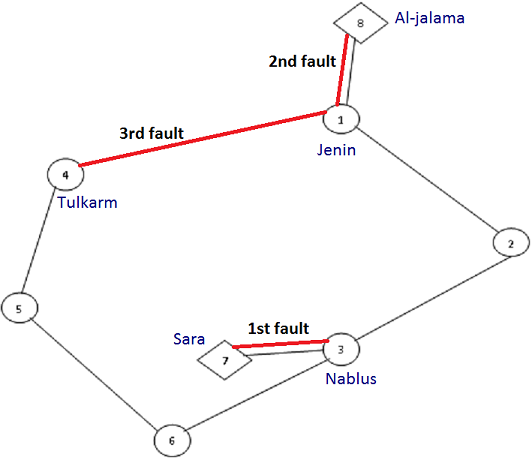 8
Al-jalama
2nd fault
3rd fault
1
Jenin
4
Tulkarm
2
5
1st fault
Sara
3
7
Nablus
6